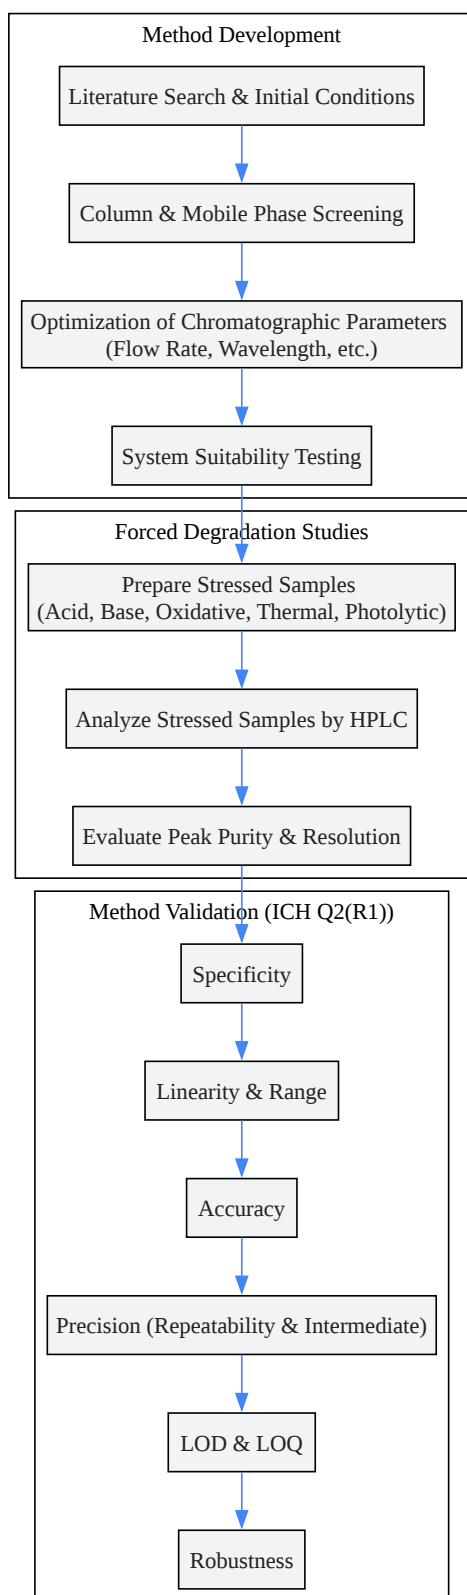 Method Development
Literature Search & Initial Conditions
Column & Mobile Phase Screening
Optimization of Chromatographic Parameters
(Flow Rate, Wavelength, etc.)
System Suitability Testing
Forced Degradation Studies
Prepare Stressed Samples
(Acid, Base, Oxidative, Thermal, Photolytic)
Analyze Stressed Samples by HPLC
Evaluate Peak Purity & Resolution
Method Validation (ICH Q2(R1))
Specificity
Linearity & Range
Accuracy
Precision (Repeatability & Intermediate)
LOD & LOQ
Robustness